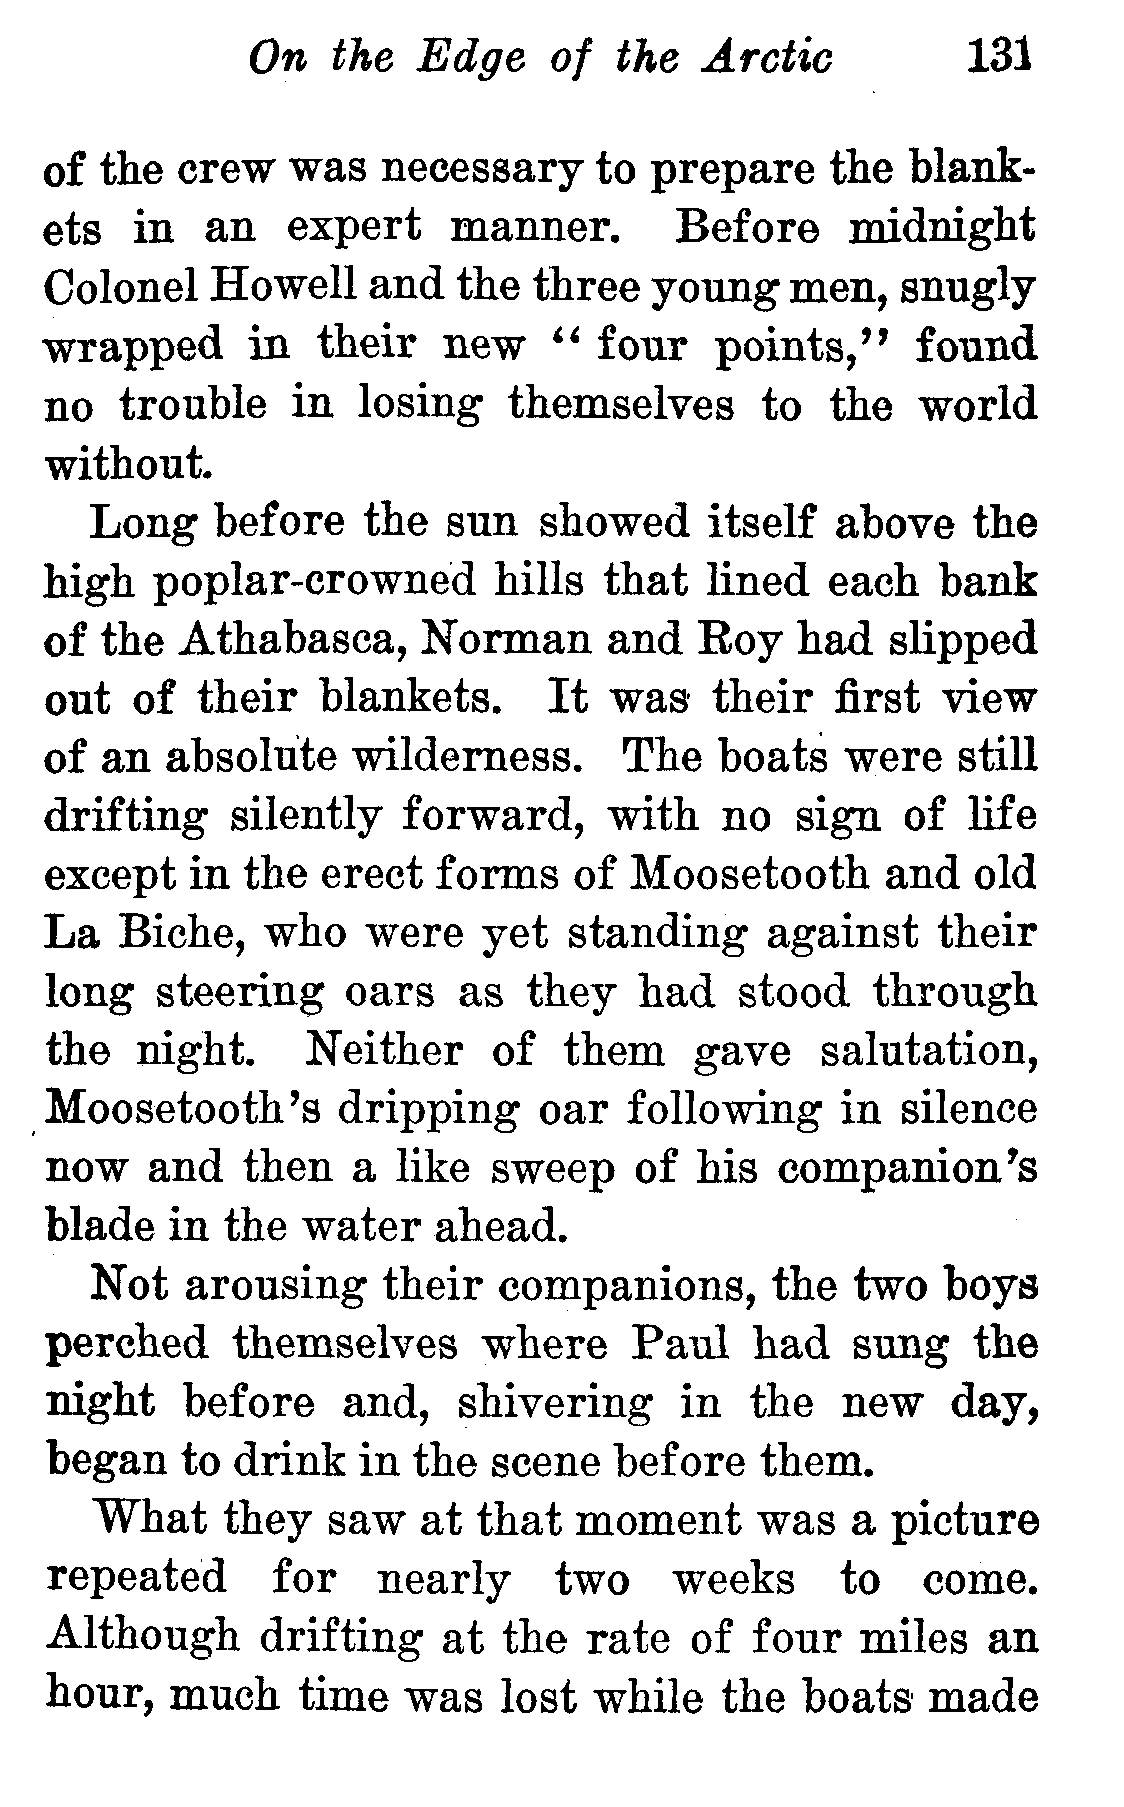 On the Edge of the Arctic 131
of the crew was necessary to prepare the blank-
ets in an expert manner. Before midnight
Colonel Howell and the three young men, snugly
wrapped in their new “ four points,” found
no trouble in losing themselves to the world
without.
Long before the sun showed itself above the
high poplar-crowned hills that lined each bank
of the Athabasca, Norman and Roy had slipped
out of their blankets. It was their first view
of an absolute wilderness. The boats were still
drifting silently forward, with no sign of life
except in the erect forms of Moosetooth and old
La Biche, who were yet standing against their
long steering oars as they had stood through
the night. Neither of them gave salutation,
Moosetooth’s dripping oar following in silence
now and then a like sweep of his companion’s
blade in the water ahead.
Not arousing their companions, the two boys
perched themselves where Paul had sung the
night before and, shivering in the new day,
began to drink in the scene before them.
What they saw at that moment was a picture
repeated for nearly two weeks to come.
Although drifting at the rate of four miles an
hour, much time was lost while the boats made